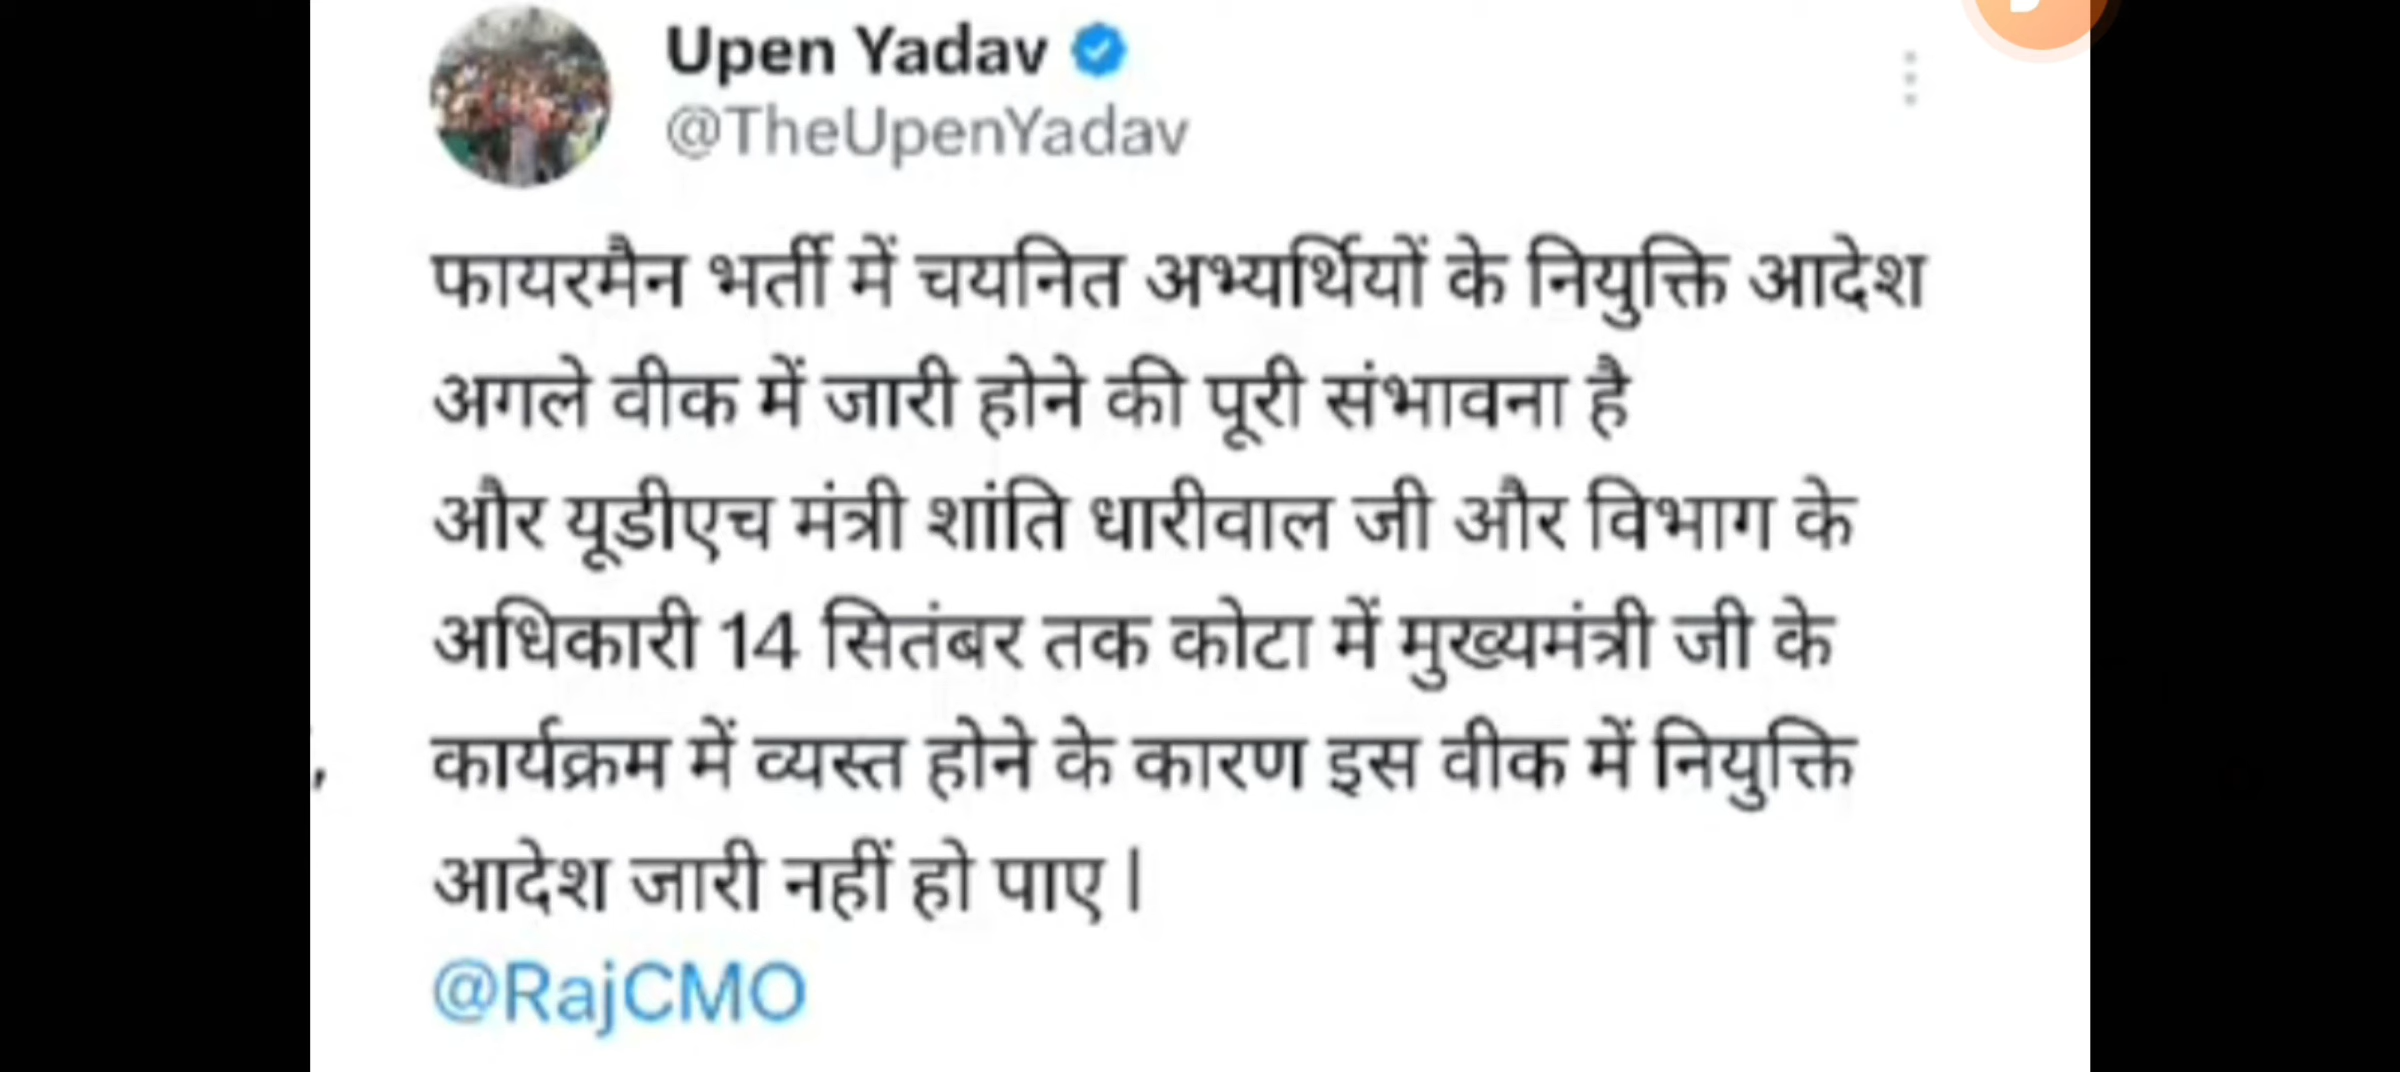 Upen Yadav
@TheUpenYadav
फायरमैन भर्ती में चयनित अभ्यर्थियों के नियुक्ति आदेश
अगले वीक में जारी होने की पूरी संभावना है
और यूडीएच मंत्री शांति धारीवाल जी और विभाग के
अधिकारी 14 सितंबर तक कोटा में मुख्यमंत्री जी के
कार्यक्रम में व्यस्त होने के कारण इस वीक में नियुक्ति
आदेश जारी नहीं हो पाए |
@RajCMO